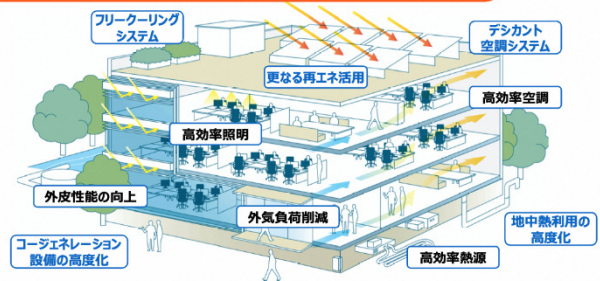 フリークーリング
システム
デシカント
空調システム
更なる再エネ活用
高効率空調
高効率照明
外皮性能の向上
外気負荷削減
地中熱利用の
高度化
コージェネレーション
設備の高度化
高効率熱源